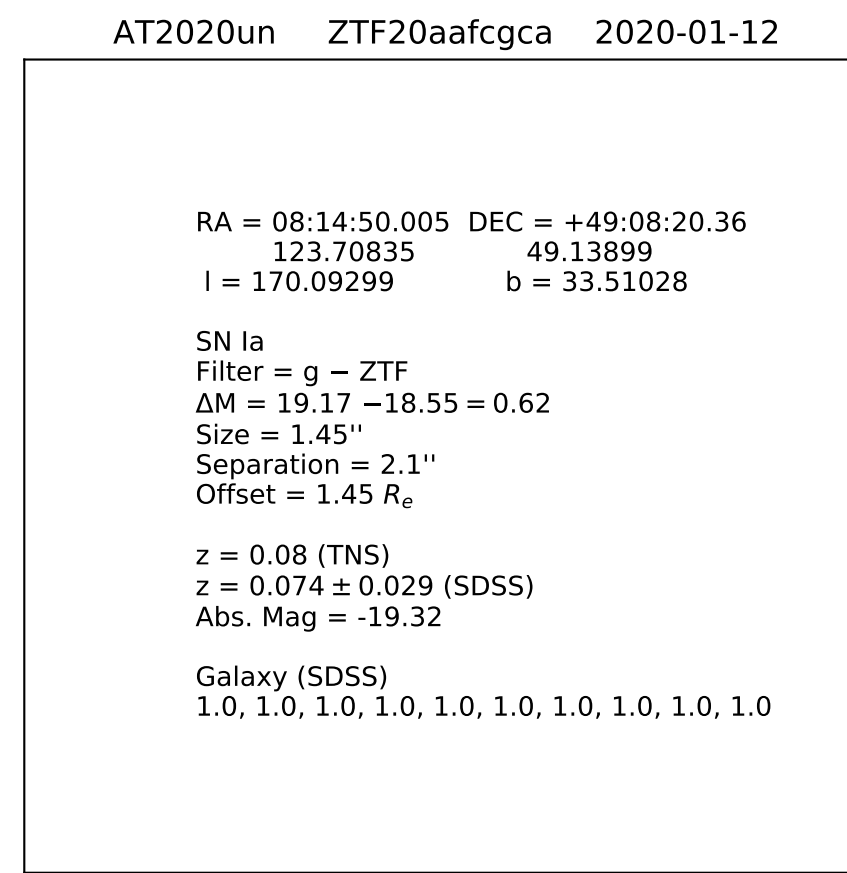 AT2020un ZTF20aafcgca 2020-01-12
RA = 08:14:50.005 DEC = +49:08:20.36
123.70835 49.13899
l = 170.09299 b = 33.51028
SN Ia
Filter = g − ZTF
ΔM = 19.17 −18.55 = 0.62
Size = 1.45''
Separation = 2.1''
Offset = 1.45 Re
z = 0.08 (TNS)
z = 0.074 ± 0.029 (SDSS)
Abs. Mag = -19.32
Galaxy (SDSS)
1.0, 1.0, 1.0, 1.0, 1.0, 1.0, 1.0, 1.0, 1.0, 1.0